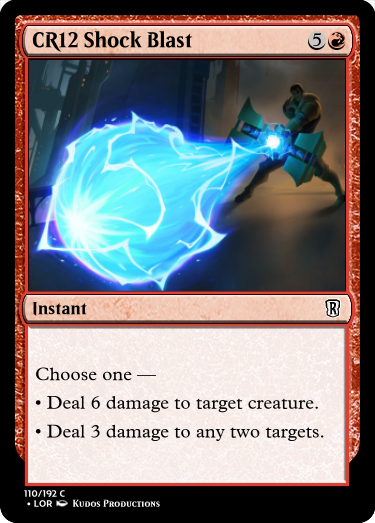 CR12 Shock Blast 5
Instant R
Choose one —
• Deal 6 damage to target creature.
• Deal 3 damage to any two targets.
110/192 C
• LOR Kudos Productions